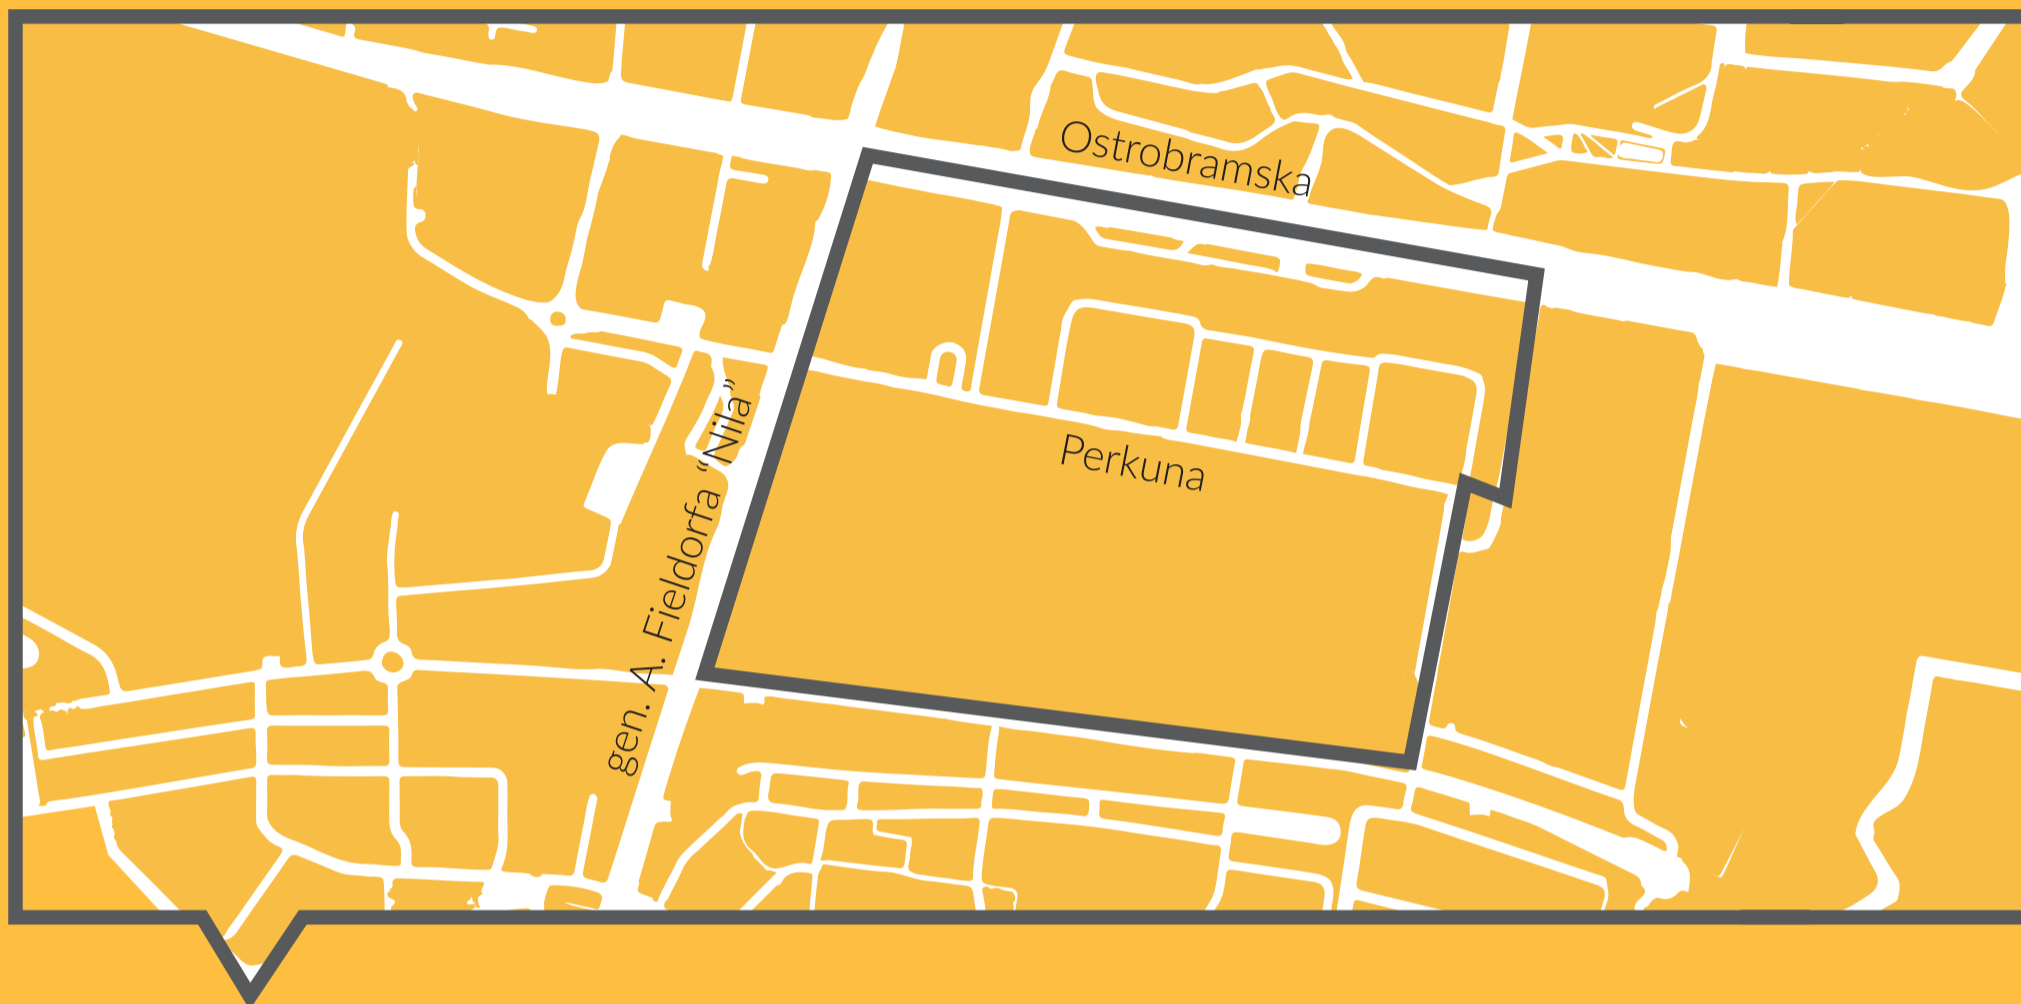 Ostrobramska
Perkuna
gen. A. Fieldorfa “Nila”